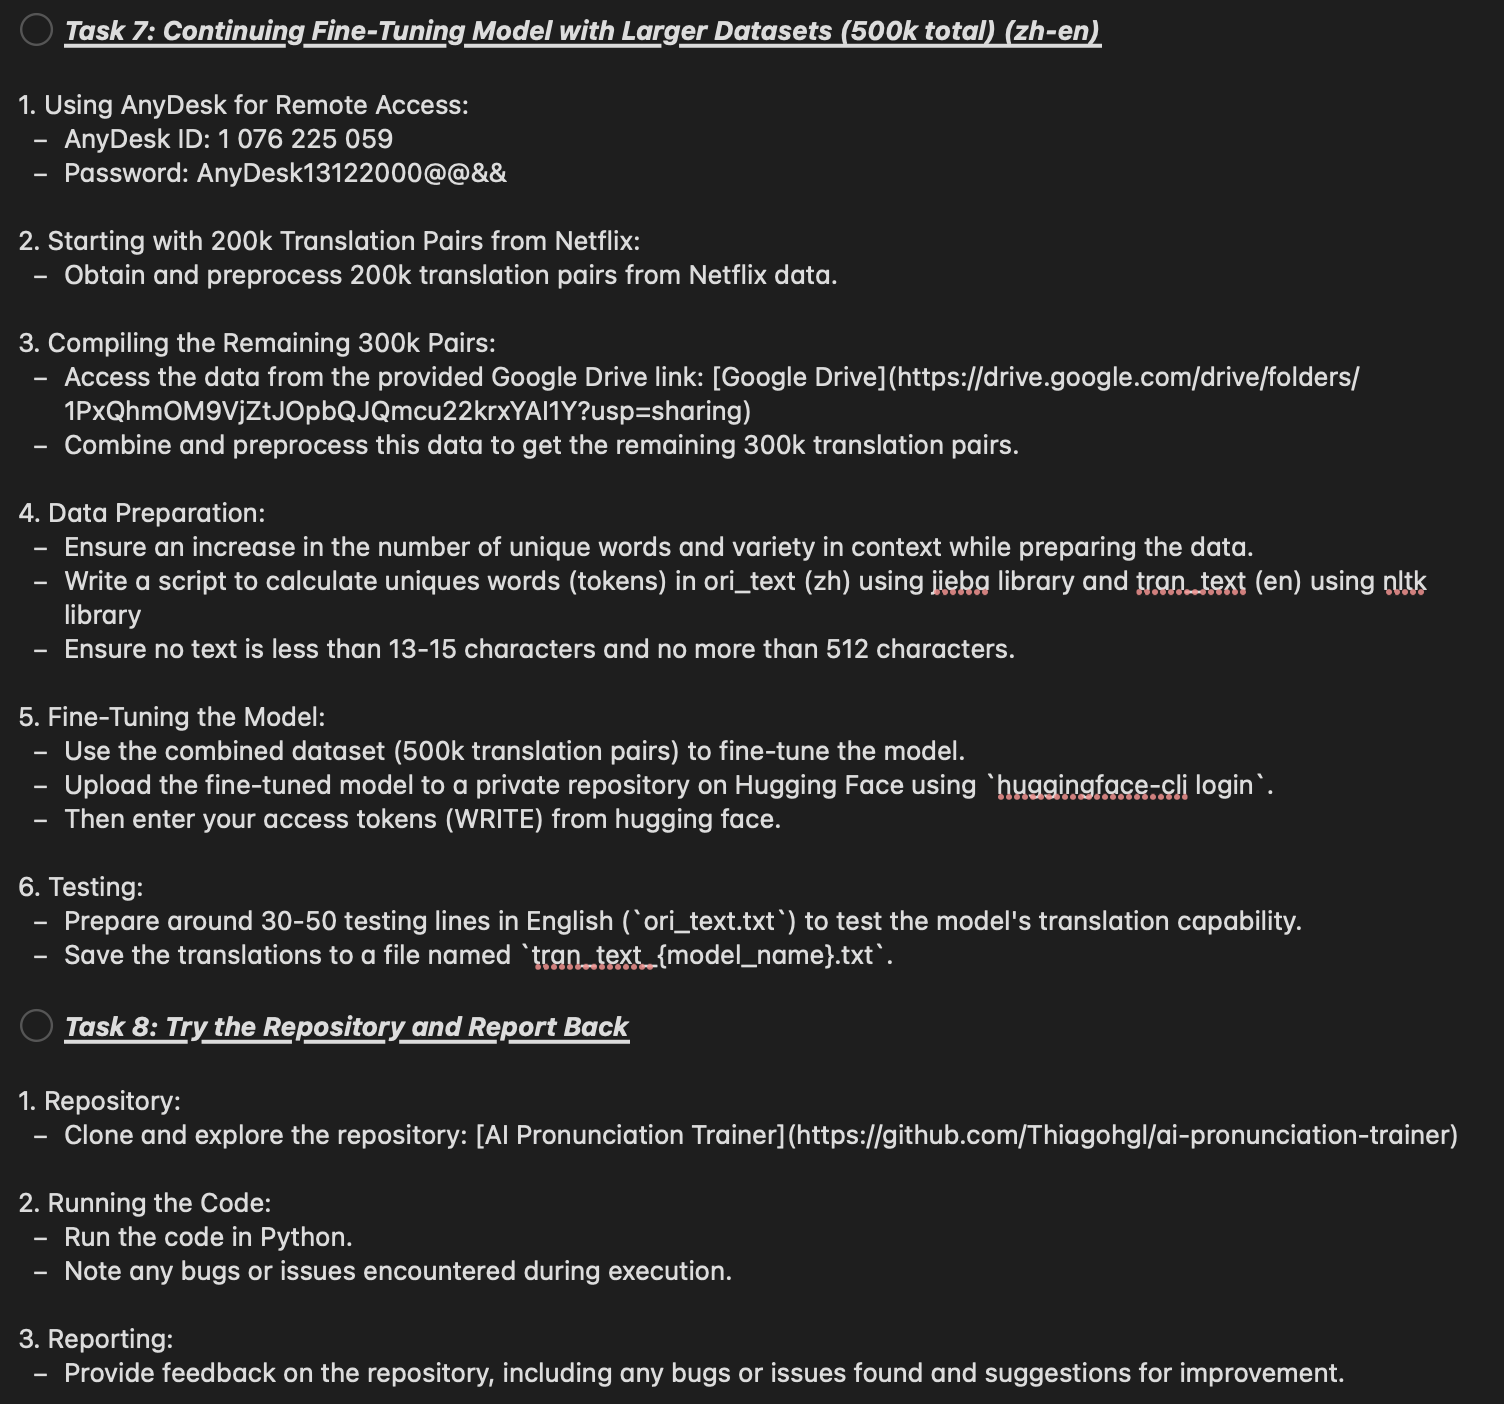 Task 7: Continuing Fine-Tuning Model with Larger Datasets (500k total) (zh-en)
1. Using AnyDesk for Remote Access:
– AnyDesk ID: 1 076 225 059
– Password: AnyDesk13122000@@&&
2. Starting with 200k Translation Pairs from Netflix:
– Obtain and preprocess 200k translation pairs from Netflix data.
3. Compiling the Remaining 300k Pairs:
– Access the data from the provided Google Drive link: [Google Drive](https://drive.google.com/drive/folders/
1PxQhmOM9VjZtJOpbQJQmcu22krxYAI1Y?usp=sharing)
– Combine and preprocess this data to get the remaining 300k translation pairs.
4. Data Preparation:
– Ensure an increase in the number of unique words and variety in context while preparing the data.
– Write a script to calculate uniques words (tokens) in ori_text (zh) using jieba library and tran_text (en) using nltk
library
– Ensure no text is less than 13-15 characters and no more than 512 characters.
5. Fine-Tuning the Model:
– Use the combined dataset (500k translation pairs) to fine-tune the model.
– Upload the fine-tuned model to a private repository on Hugging Face using `huggingface-cli login`.
– Then enter your access tokens (WRITE) from hugging face.
6. Testing:
– Prepare around 30-50 testing lines in English (`ori_text.txt`) to test the model's translation capability.
– Save the translations to a file named `tran_text_{model_name}.txt`.
Task 8: Try the Repository and Report Back
1. Repository:
– Clone and explore the repository: [AI Pronunciation Trainer](https://github.com/Thiagohgl/ai-pronunciation-trainer)
2. Running the Code:
– Run the code in Python.
– Note any bugs or issues encountered during execution.
3. Reporting:
– Provide feedback on the repository, including any bugs or issues found and suggestions for improvement.